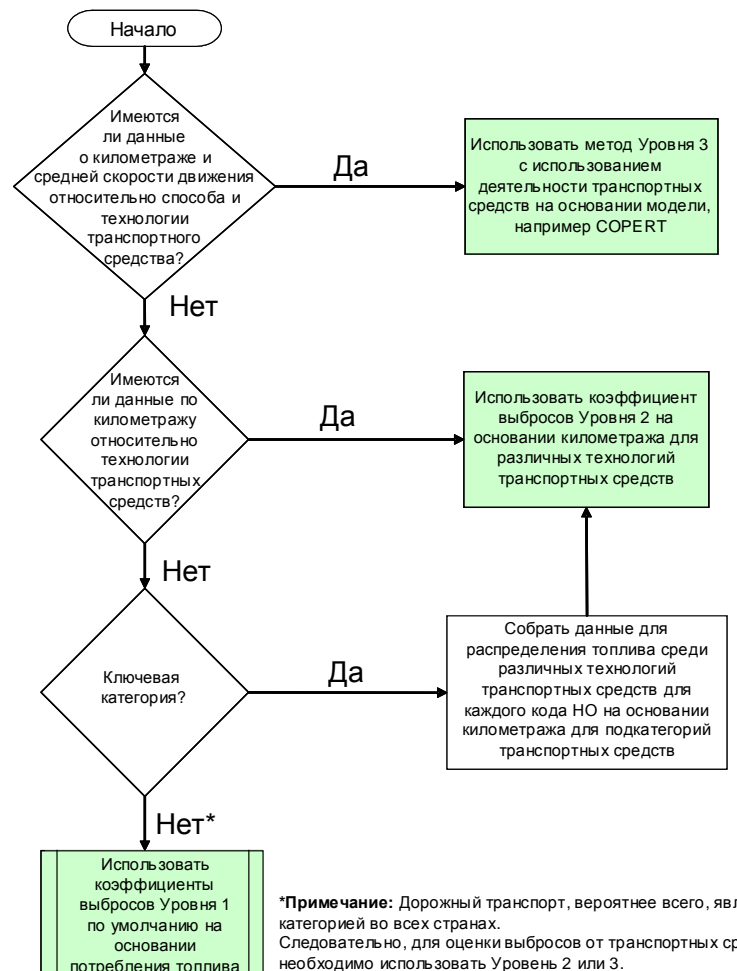 Начало
Имеются
ли данные
о километраже и
средней скорости движения
относительно способа и
технологии
транспортного
средства?
Да
Использовать метод Уровня 3
с использованием
деятельности транспортных
средств на основании модели,
например COPERT
Нет
Имеются
ли данные по
километражу
относительно
технологии
транспортных
средств?
Да
Использовать коэффициент
выбросов Уровня 2 на
основании километража для
различных технологий
транспортных средств
Нет
Ключевая
категория?
Да
Собрать данные для
распределения топлива среди
различных технологий
транспортных средств для
каждого кода НО на основании
километража для подкатегорий
транспортных средств
Нет*
Использовать
коэффициенты
выбросов Уровня 1
по умолчанию на
основании
потребления топлива
*Примечание: Дорожный транспорт, вероятнее всего,
категорией во всех странах.
Следовательно, для оценки выбросов от транспортных
необходимо использовать Уровень 2 или 3.